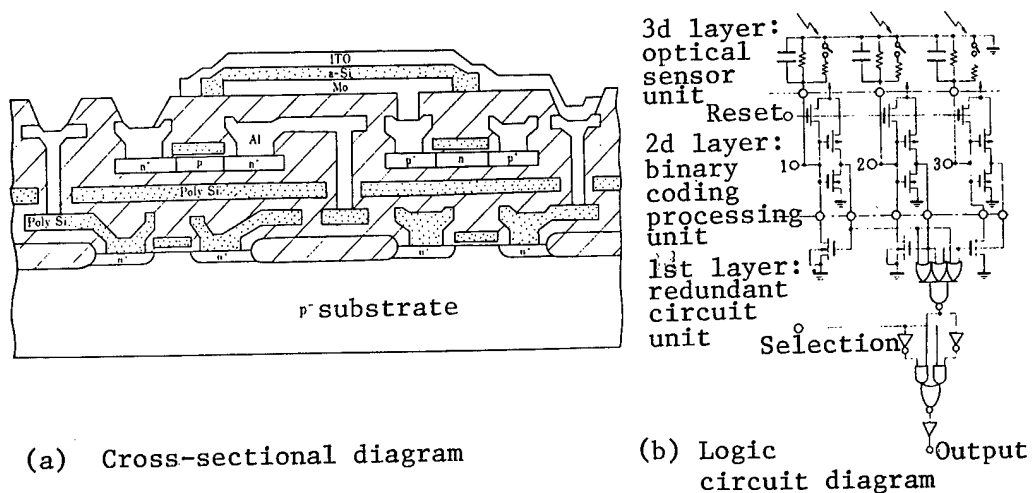 ITO
a-Si
Mo
Al
n⁺ p n⁺
p⁺ n p⁺
Poly Si
Poly Si
n⁺ n⁺ n⁺ n⁺
p⁻ substrate
(a) Cross-sectional diagram
3d layer:
optical
sensor
unit
Reset
2d layer:
binary
coding
processing
unit
1 2 3
1st layer:
redundant
circuit
unit
Selection
Output
(b) Logic
circuit diagram